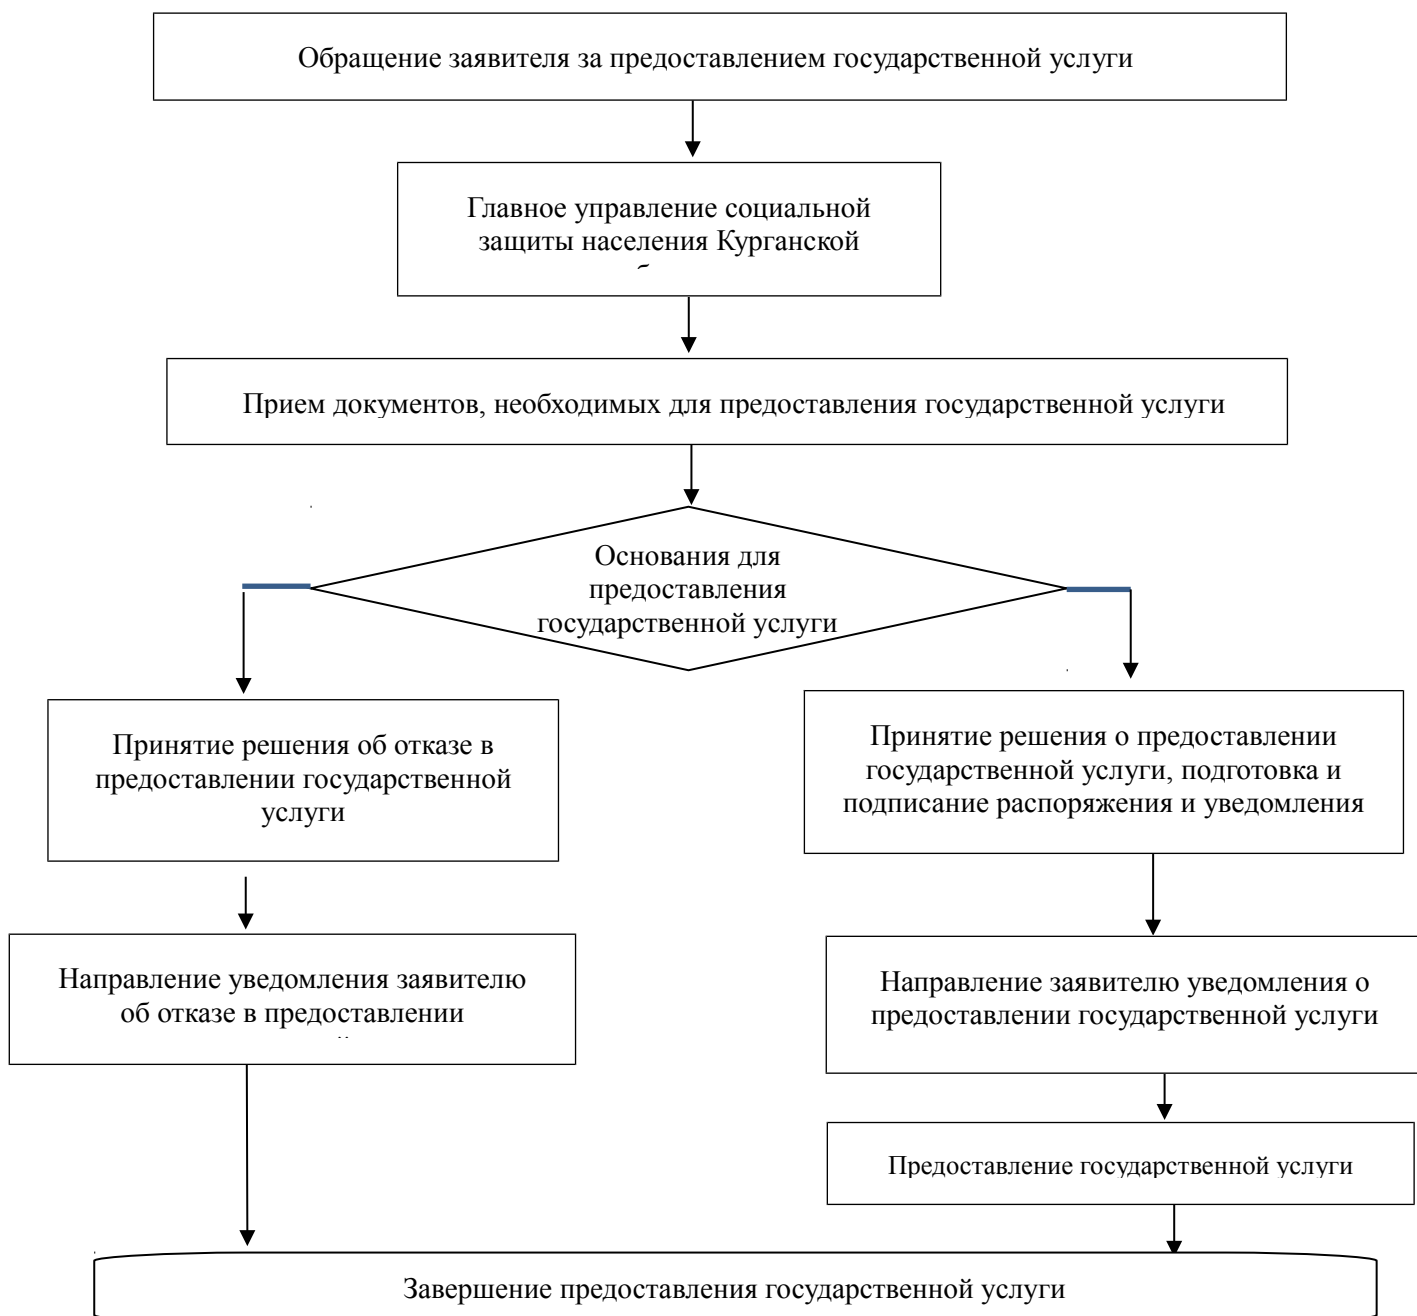 Обращение заявителя за предоставлением государственной услуги
Главное управление социальной
защиты населения Курганской
Прием документов, необходимых для предоставления государственной услуги
Основания для
предоставления
государственной услуги
Принятие решения об отказе в
предоставлении государственной
услуги
Принятие решения о предоставлении
государственной услуги, подготовка и
подписание распоряжения и уведомления
Направление уведомления заявителю
об отказе в предоставлении
Направление заявителю уведомления о
предоставлении государственной услуги
Предоставление государственной услуги
Завершение предоставления государственной услуги